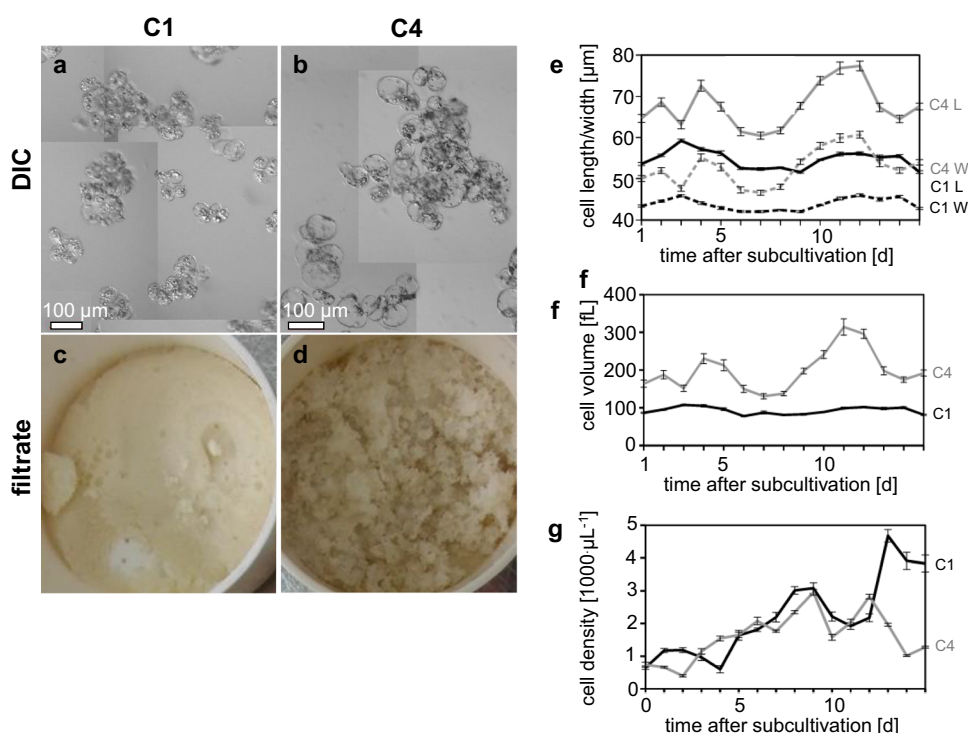 C1
C4
DIC
a
100 µm
b
100 µm
filtrate
c
d
e
cell length/width [µm]
80
70
60
50
40
1
5
10
C4 L
C4 W
C1 L
C1 W
time after subcultivation [d]
f
f
cell volume [fL]
400
300
200
100
0
1
5
10
C4
C1
time after subcultivation [d]
g
cell density [1000·µL⁻¹]
5
4
3
2
1
0
0
5
10
C1
C4
time after subcultivation [d]